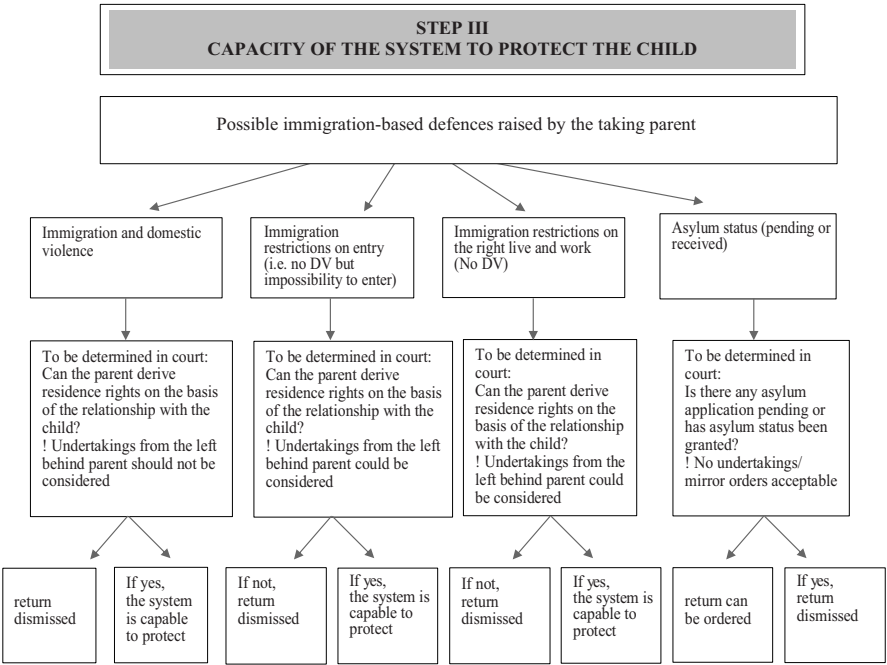 STEP III
CAPACITY OF THE SYSTEM TO PROTECT THE CHILD
Possible immigration-based defences raised by the taking parent
Immigration and domestic
violence
Immigration
restrictions on entry
(i.e. no DV but
impossibility to enter)
Immigration restrictions on
the right live and work
(No DV)
Asylum status (pending or
received)
To be determined in court:
Can the parent derive
residence rights on the basis
of the relationship with the
child?
! Undertakings from the left
behind parent should not be
considered
To be determined in court:
Can the parent derive
residence rights on the basis
of the relationship with the
child?
! Undertakings from the left
behind parent could be
considered
To be determined in
court:
Can the parent derive
residence rights on the
basis of the relationship
with the child?
! Undertakings from the
left behind parent could
be considered
To be determined in
court:
Is there any asylum
application pending or
has asylum status been
granted?
! No undertakings/
mirror orders acceptable
return
dismissed
If yes,
the system
is capable
to protect
If not,
return
dismissed
If yes,
the system is
capable to
protect
If not,
return
dismissed
If yes,
the system is
capable to
protect
return can
be ordered
If yes,
return
dismissed